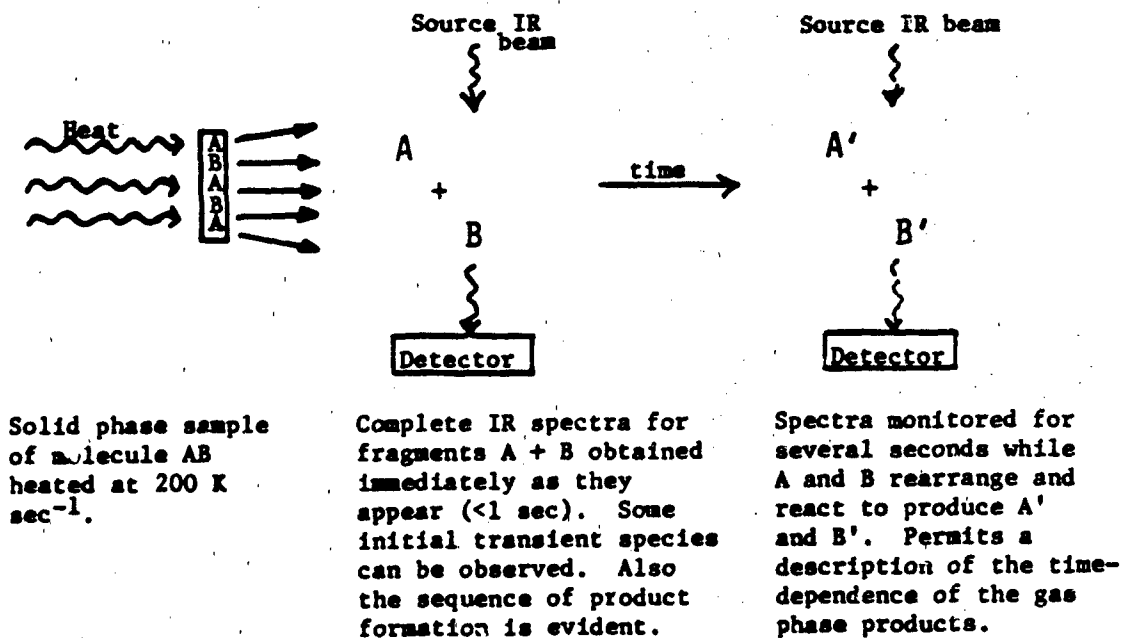 Source IR
beam
Source IR beam
Heat
A
B
A
B
A
A
+
B
time
A'
+
B'
Detector
Detector
Solid phase sample
of molecule AB
heated at 200 K
sec-1.
Complete IR spectra for
fragments A + B obtained
immediately as they
appear (<1 sec). Some
initial transient species
can be observed. Also
the sequence of product
formation is evident.
Spectra monitored for
several seconds while
A and B rearrange and
react to produce A'
and B'. Permits a
description of the time-
dependence of the gas
phase products.